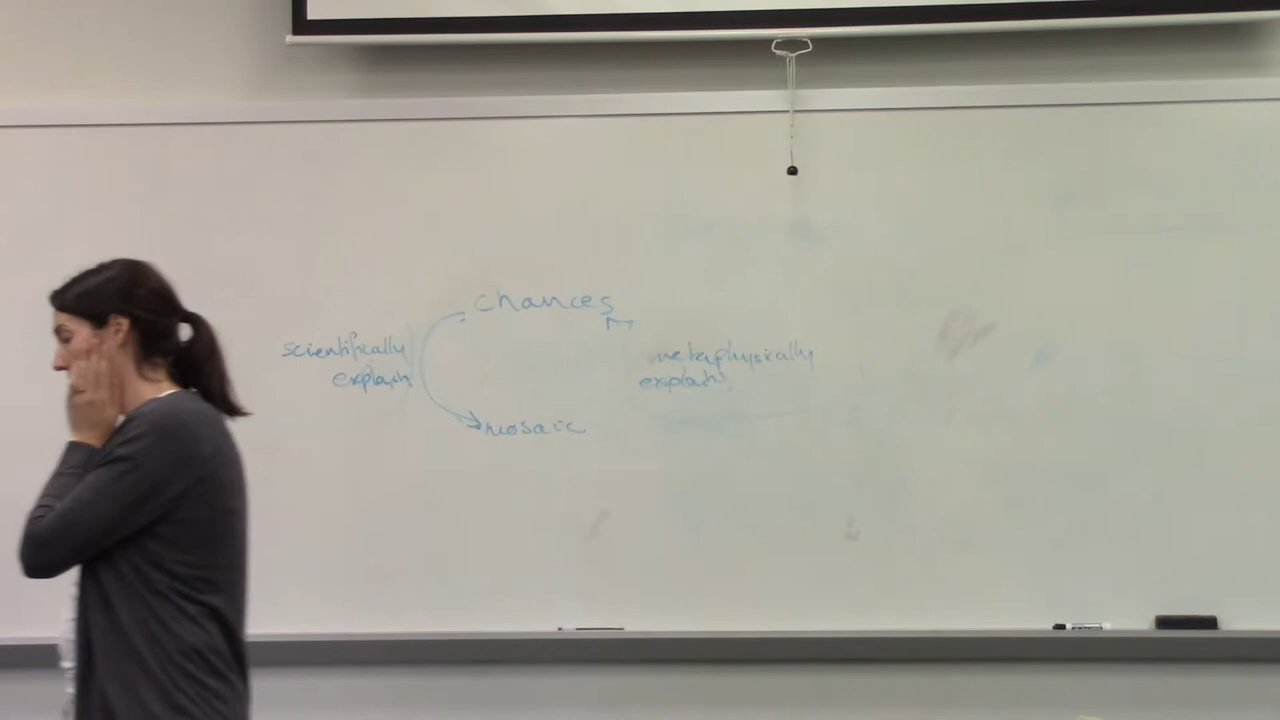 chances
scientifically
explain
metaphysically
explain
mosaic